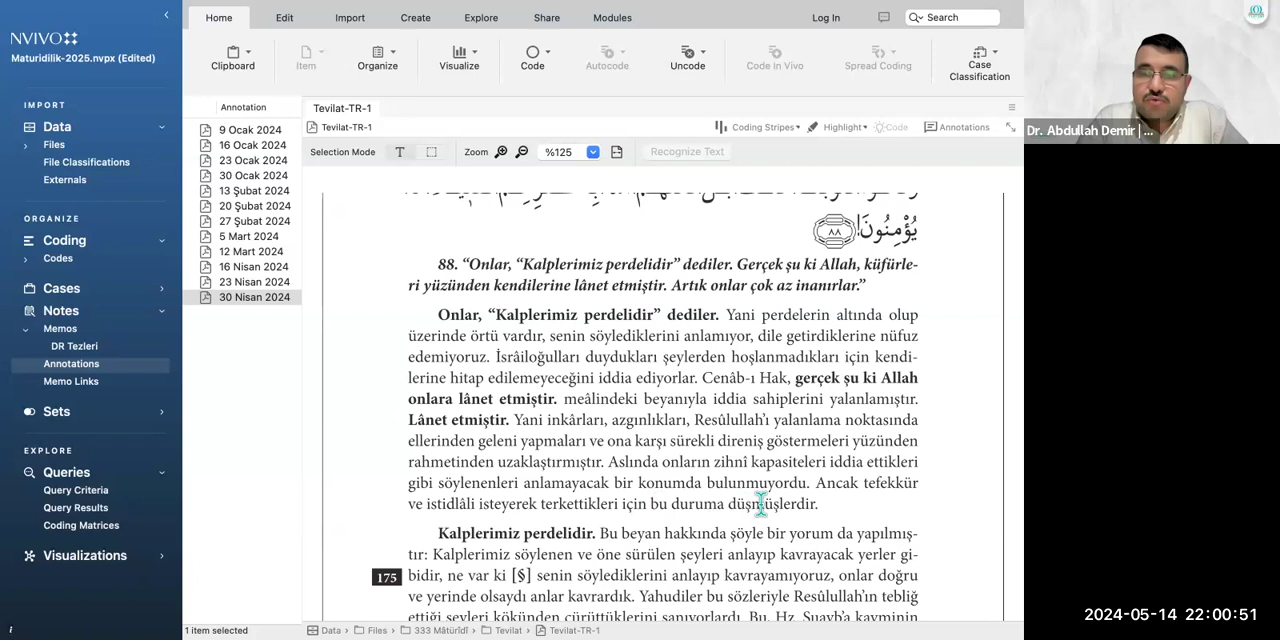 NVIVO
Maturidilik-2025.nvpx (Edited)
IMPORT
Data
Files
File Classifications
Externals
ORGANIZE
Coding
Codes
Cases
Notes
Memos
DR Tezleri
Annotations
Memo Links
Sets
EXPLORE
Queries
Query Criteria
Query Results
Coding Matrices
Visualizations
Home Edit Import Create Explore Share Modules Log In Search
Clipboard Item Organize Visualize Code Autocode Uncode Code In Vivo Spread Coding Case Classification
Annotation
9 Ocak 2024
16 Ocak 2024
23 Ocak 2024
30 Ocak 2024
13 Şubat 2024
20 Şubat 2024
27 Şubat 2024
5 Mart 2024
12 Mart 2024
16 Nisan 2024
23 Nisan 2024
30 Nisan 2024
1 item selected
Tevilat-TR-1
Tevilat-TR-1 Coding Stripes Highlight Code Annotations
Selection Mode T Zoom %125 Recognize Text
يُؤْمِنُونَ ﴿٨٨﴾
88. “Onlar, “Kalplerimiz perdelidir” dediler. Gerçek şu ki Allah, küfürle-
ri yüzünden kendilerine lânet etmiştir. Artık onlar çok az inanırlar.”
Onlar, “Kalplerimiz perdelidir” dediler. Yani perdelerin altında olup
üzerinde örtü vardır, senin söylediklerini anlamıyor, dile getirdiklerine nüfuz
edemiyoruz. İsrâiloğulları duydukları şeylerden hoşlanmadıkları için kendi-
lerine hitap edilemeyeceğini iddia ediyorlar. Cenâb-ı Hak, gerçek şu ki Allah
onlara lânet etmiştir. meâlindeki beyanıyla iddia sahiplerini yalanlamıştır.
Lânet etmiştir. Yani inkârları, azgınlıkları, Resûlullah’ı yalanlama noktasında
ellerinden geleni yapmaları ve ona karşı sürekli direniş göstermeleri yüzünden
rahmetinden uzaklaştırmıştır. Aslında onların zihnî kapasiteleri iddia ettikleri
gibi söylenenleri anlamayacak bir konumda bulunmuyordu. Ancak tefekkür
ve istidlâli isteyerek terkettikleri için bu duruma düşmüşlerdir.
Kalplerimiz perdelidir. Bu beyan hakkında şöyle bir yorum da yapılmış-
tır: Kalplerimiz söylenen ve öne sürülen şeyleri anlayıp kavrayacak yerler gi-
175 bidir, ne var ki [§] senin söylediklerini anlayıp kavrayamıyoruz, onlar doğru
ve yerinde olsaydı anlar kavrardık. Yahudiler bu sözleriyle Resûlullah’ın tebliğ
ettiği şeyleri kökünden çürüttüklerini sanıyorlardı. Bu, Hz. Şuayb’a kavminin
Data > Files > 333 Mâtürîdî > Tevilat > Tevilat-TR-1
Dr. Abdullah Demir | ...
2024-05-14 22:00:51